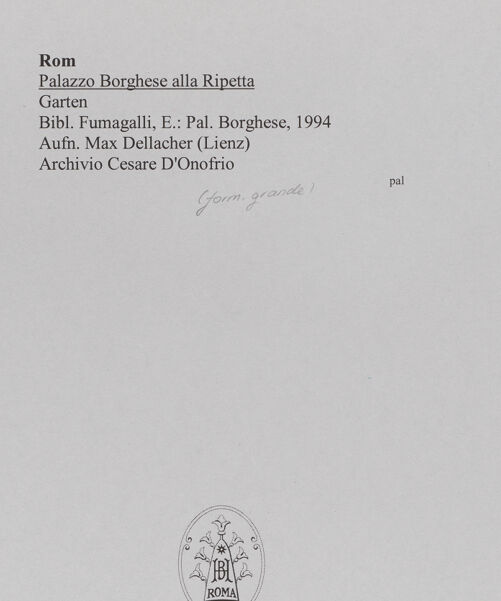 Rom
Palazzo Borghese alla Ripetta
Garten
Bibl. Fumagalli, E.: Pal. Borghese, 1994
Aufn. Max Dellacher (Lienz)
Archivio Cesare D'Onofrio
pal
(form. grande)
BH
ROMA